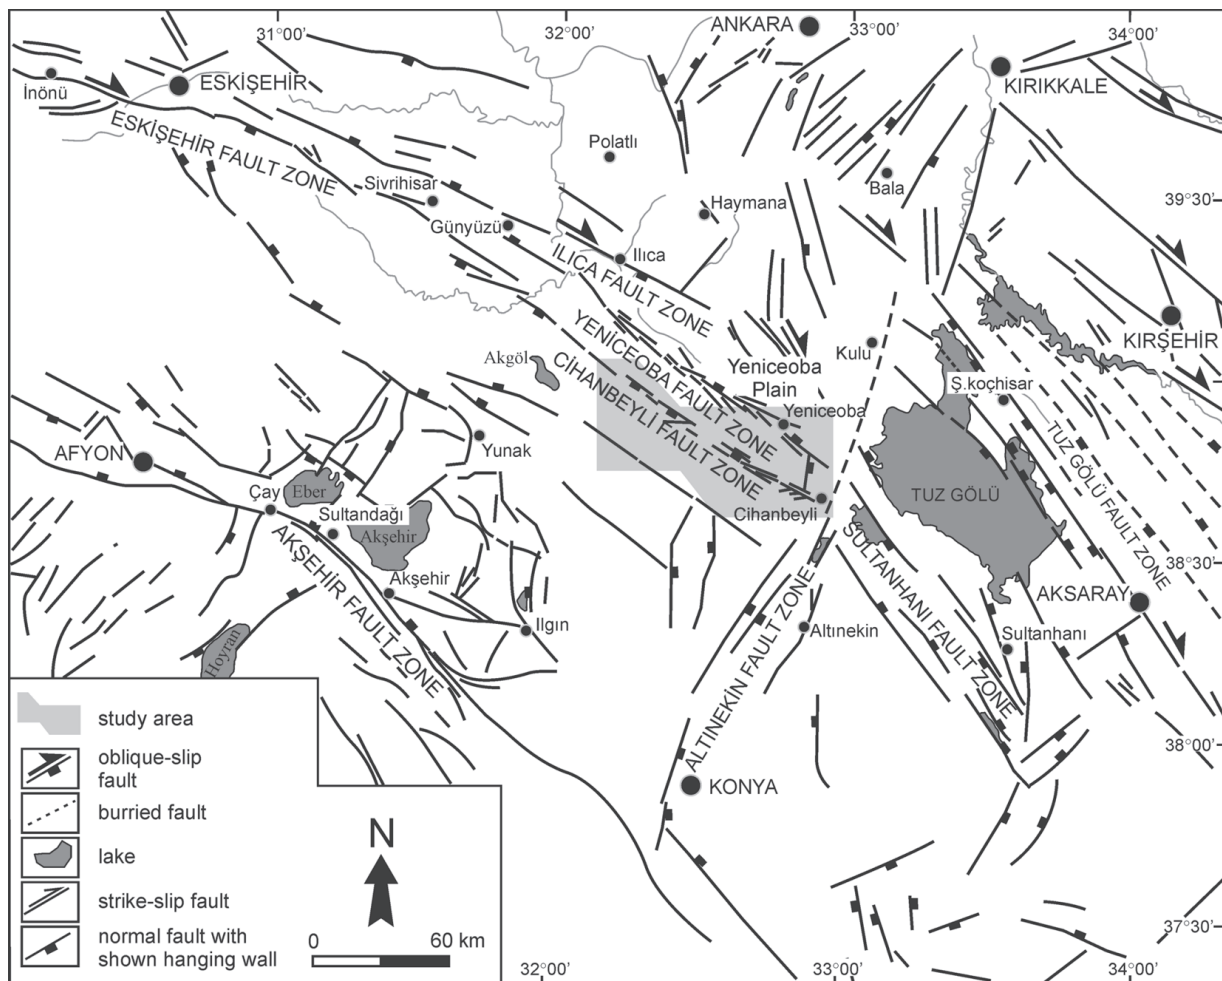 ANKARA
31°00'
32°00'
33°00'
34°00'
İnönü
ESKİŞEHİR
KIRIKKALE
ESKİŞEHİR FAULT ZONE
Polatlı
Sivrihisar
Bala
Haymana
39°30'
Günyüzü
Ilıca
ILICA FAULT ZONE
YENICEOBA FAULT ZONE
CİHANBEYLİ FAULT ZONE
Akgöl
Kulu
KIRŞEHİR
Yeniceoba
Plain
Ş.koçhisar
39°00'
Yeniceoba
AFYON
Yunak
TUZ GÖLÜ FAULT ZONE
Çay
Eber
TUZ GÖLÜ
Sultandağı
Akşehir
Cihanbeyli
AKŞEHİR FAULT ZONE
SULTANHANI FAULT ZONE
38°30'
Akşehir
AKSARAY
Ilgın
Altınekin
Sultanhanı
Hoyran
ALTINEKİN FAULT ZONE
study area
38°00'
oblique-slip
fault
KONYA
burried fault
N
lake
strike-slip fault
37°30'
normal fault with
shown hanging wall
0
60 km
32°00'
33°00'
34°00'